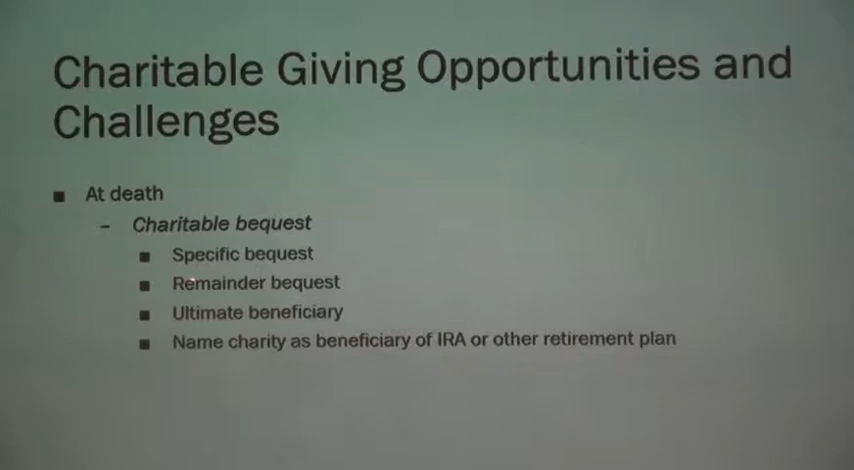 Charitable Giving Opportunities and
Challenges
■ At death
– Charitable bequest
■ Specific bequest
■ Remainder bequest
■ Ultimate beneficiary
■ Name charity as beneficiary of IRA or other retirement plan